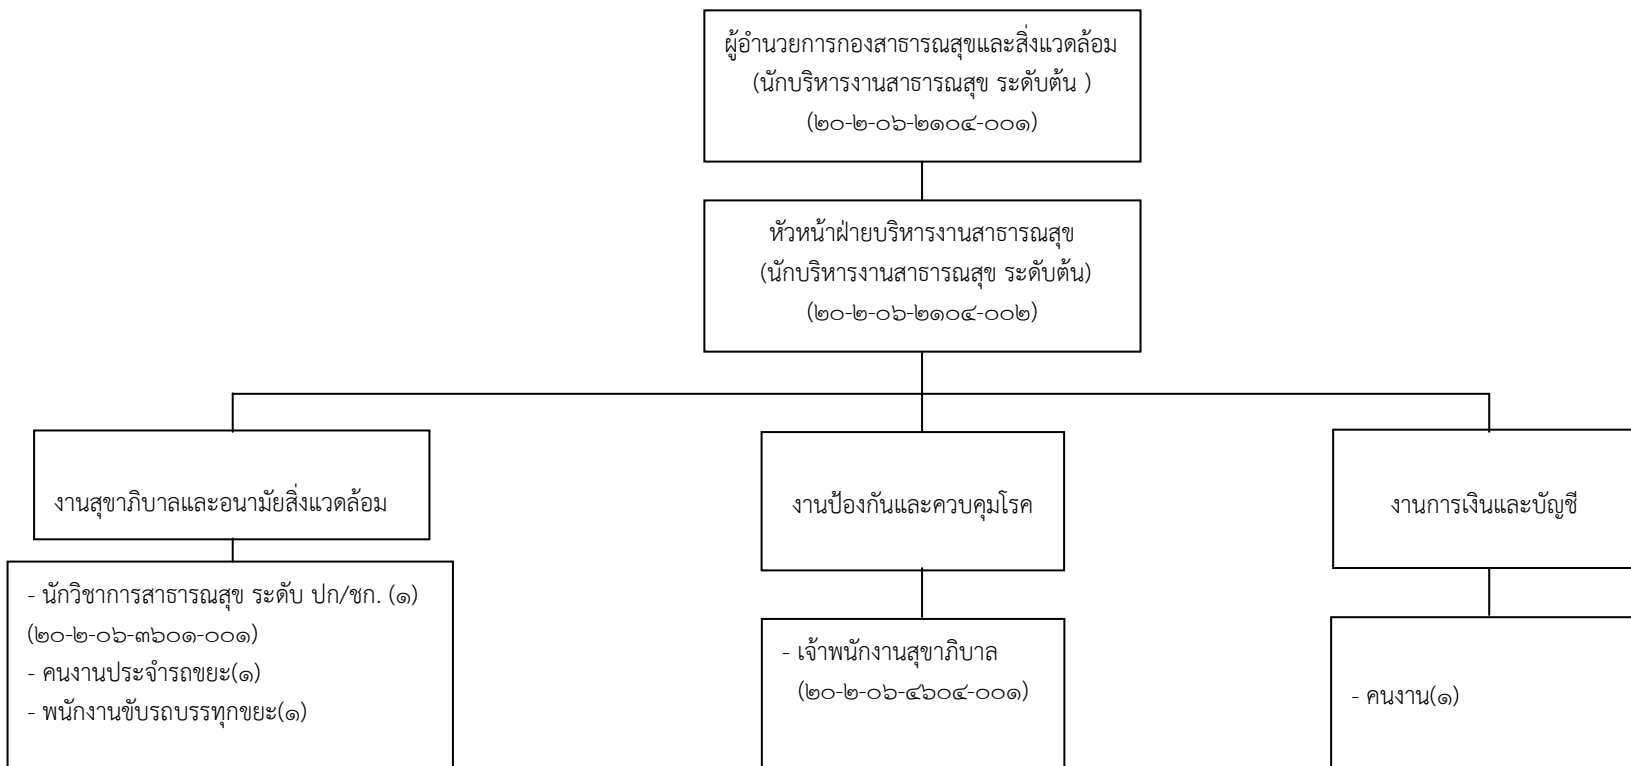 ผู้อำนวยการกองสาธารณสุขและสิ่งแวดล้อม
(นักบริหารงานสาธารณสุข ระดับต้น )
(๒๐-๒-๐๖-๒๑๐๔-๐๐๑)
หัวหน้าฝ่ายบริหารงานสาธารณสุข
(นักบริหารงานสาธารณสุข ระดับต้น)
(๒๐-๒-๐๖-๒๑๐๔-๐๐๒)
งานสุขาภิบาลและอนามัยสิ่งแวดล้อม
- นักวิชาการสาธารณสุข ระดับ ปก/ชก. (๑)
(๒๐-๒-๐๖-๓๖๐๑-๐๐๑)
- คนงานประจำรถขยะ(๑)
- พนักงานขับรถบรรทุกขยะ(๑)
งานป้องกันและควบคุมโรค
- เจ้าพนักงานสุขาภิบาล
(๒๐-๒-๐๖-๔๖๐๔-๐๐๑)
งานการเงินและบัญชี
- คนงาน(๑)